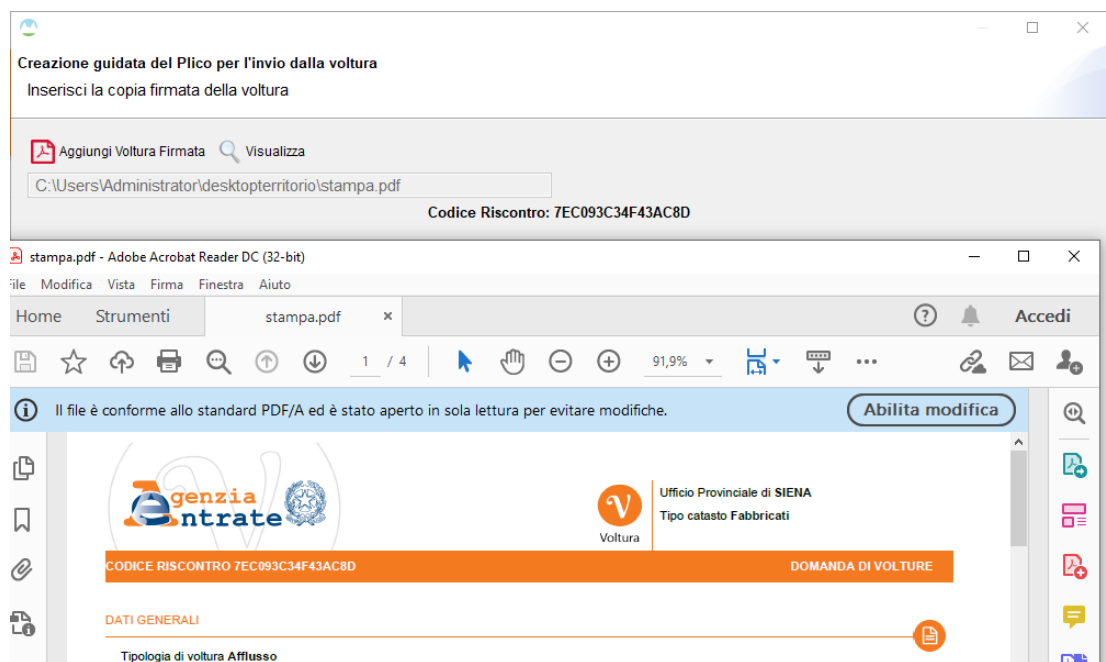 Creazione guidata del Plico per l'invio dalla voltura
Inserisci la copia firmata della voltura
Aggiungi Voltura Firmata Visualizza
C:\Users\Administrator\desktopterritorio\stampa.pdf
Codice Riscontro: 7EC093C34F43AC8D
stampa.pdf - Adobe Acrobat Reader DC (32-bit)
File Modifica Vista Firma Finestra Aiuto
Home Strumenti stampa.pdf × Accedi
1 / 4 91,9%
Il file è conforme allo standard PDF/A ed è stato aperto in sola lettura per evitare modifiche. Abilita modifica
Agenzia
Entrate
Ufficio Provinciale di SIENA
Tipo catasto Fabbricati
V
Voltura
CODICE RISCONTRO 7EC093C34F43AC8D DOMANDA DI VOLTURE
DATI GENERALI
Tipologia di voltura Afflusso